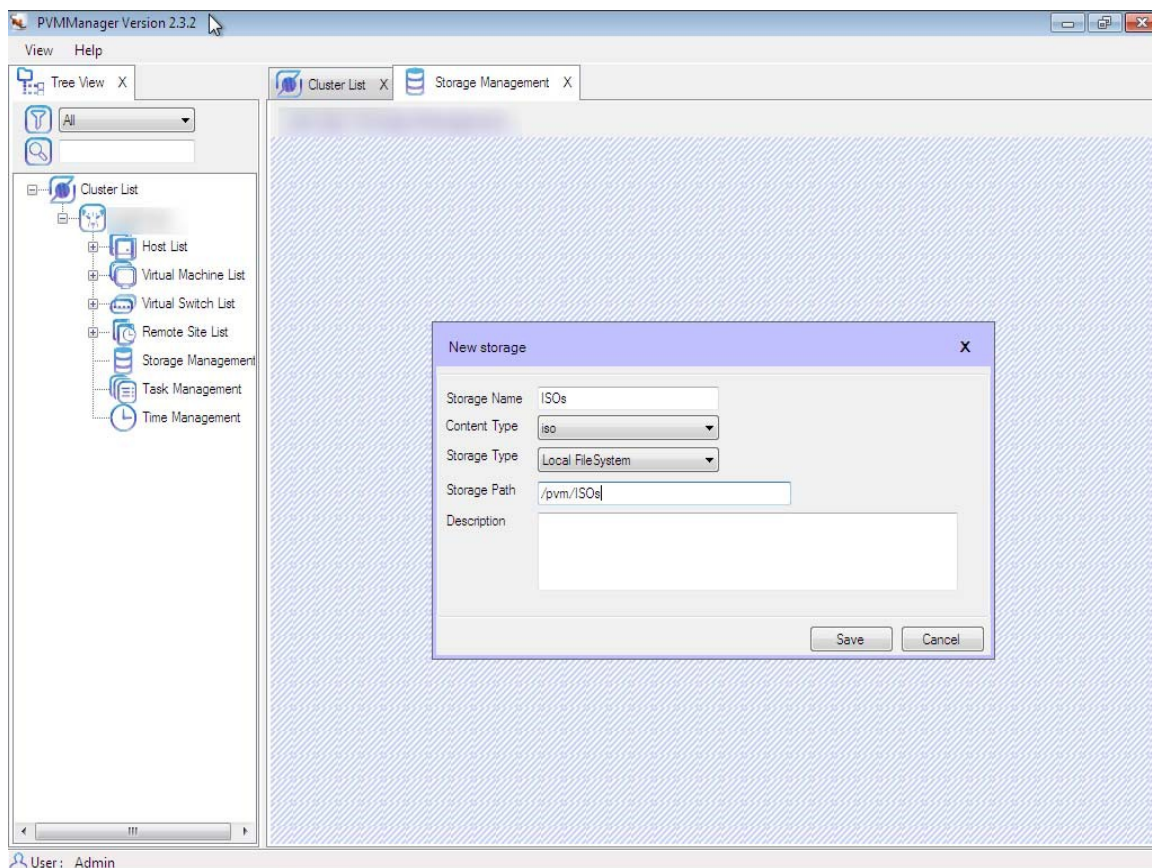 PVMManager Version 2.3.2
View Help
Tree View X
Cluster List X
Storage Management X
All
Cluster List
Host List
Virtual Machine List
Virtual Switch List
Remote Site List
Storage Management
Task Management
Time Management
New storage X
Storage Name ISOs
Content Type iso
Storage Type Local FileSystem
Storage Path /pvm/ISOs
Description
Save Cancel
User : Admin